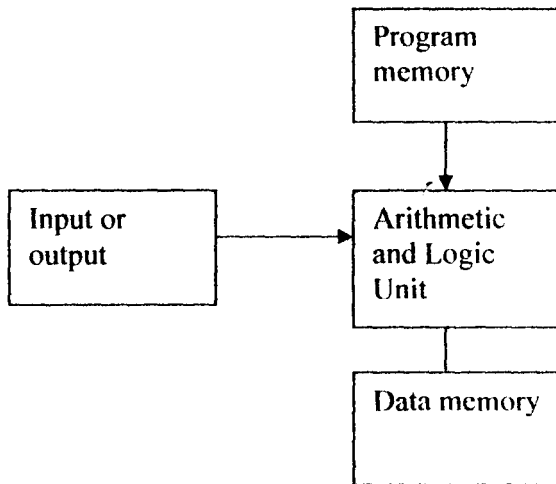 Program
memory
Input or
output
Arithmetic
and Logic
Unit
Data memory